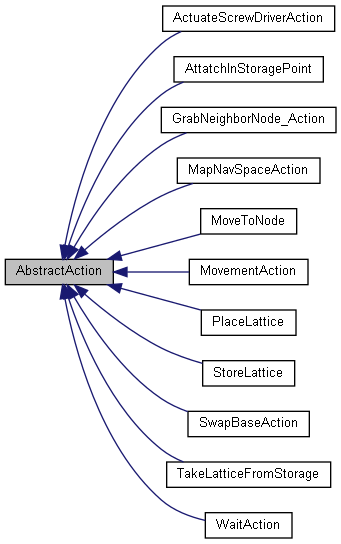 ActuateScrewDriverAction
AttatchInStoragePoint
GrabNeighborNode_Action
MapNavSpaceAction
MoveToNode
AbstractAction
MovementAction
PlaceLattice
StoreLattice
SwapBaseAction
TakeLatticeFromStorage
WaitAction